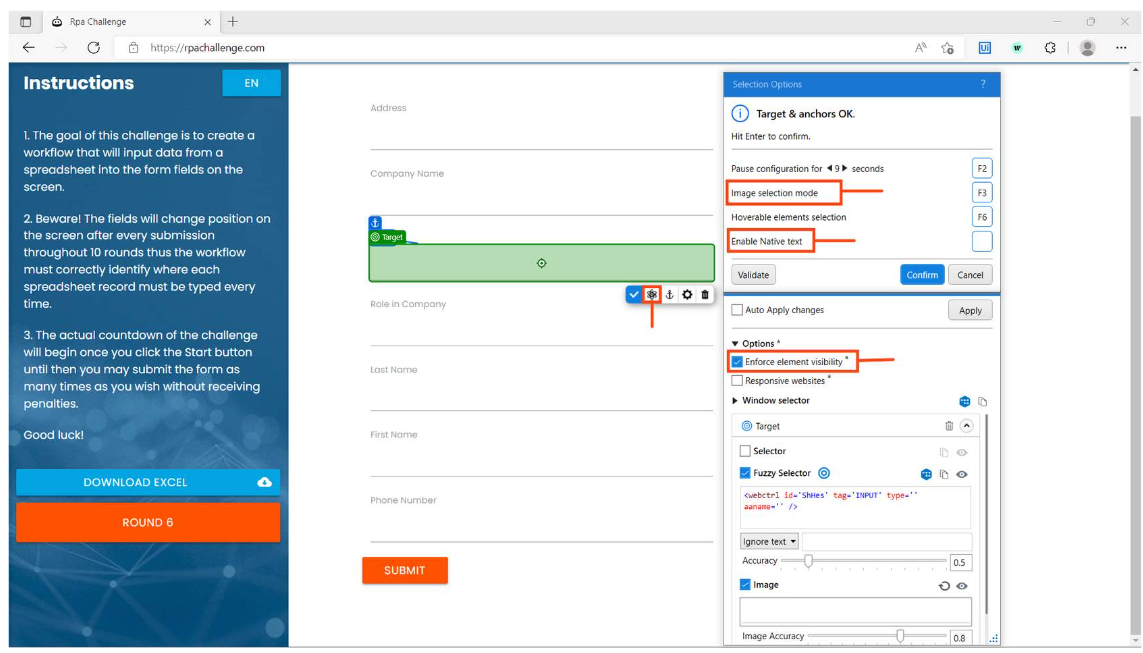 Rpa Challenge
https://rpachallenge.com
Instructions
EN
1. The goal of this challenge is to create a
workflow that will input data from a
spreadsheet into the form fields on the
screen.
2. Beware! The fields will change position on
the screen after every submission
throughout 10 rounds thus the workflow
must correctly identify where each
spreadsheet record must be typed every
time.
3. The actual countdown of the challenge
will begin once you click the Start button
until then you may submit the form as
many times as you wish without receiving
penalties.
Good luck!
DOWNLOAD EXCEL
ROUND 6
Address
Company Name
Target
Role in Company
Last Name
First Name
Phone Number
SUBMIT
Selection Options
?
Target & anchors OK.
Hit Enter to confirm.
Pause configuration for 9 seconds
F2
Image selection mode
F3
Hoverable elements selection
F6
Enable Native text
Validate
Confirm
Cancel
Auto Apply changes
Apply
Options *
Enforce element visibility *
Responsive websites *
Window selector
Target
Selector
Fuzzy Selector
<webctrl id='ShHes' tag='INPUT' type=''
aaname='' />
Ignore text
Accuracy
0.5
Image
Image Accuracy
0.8